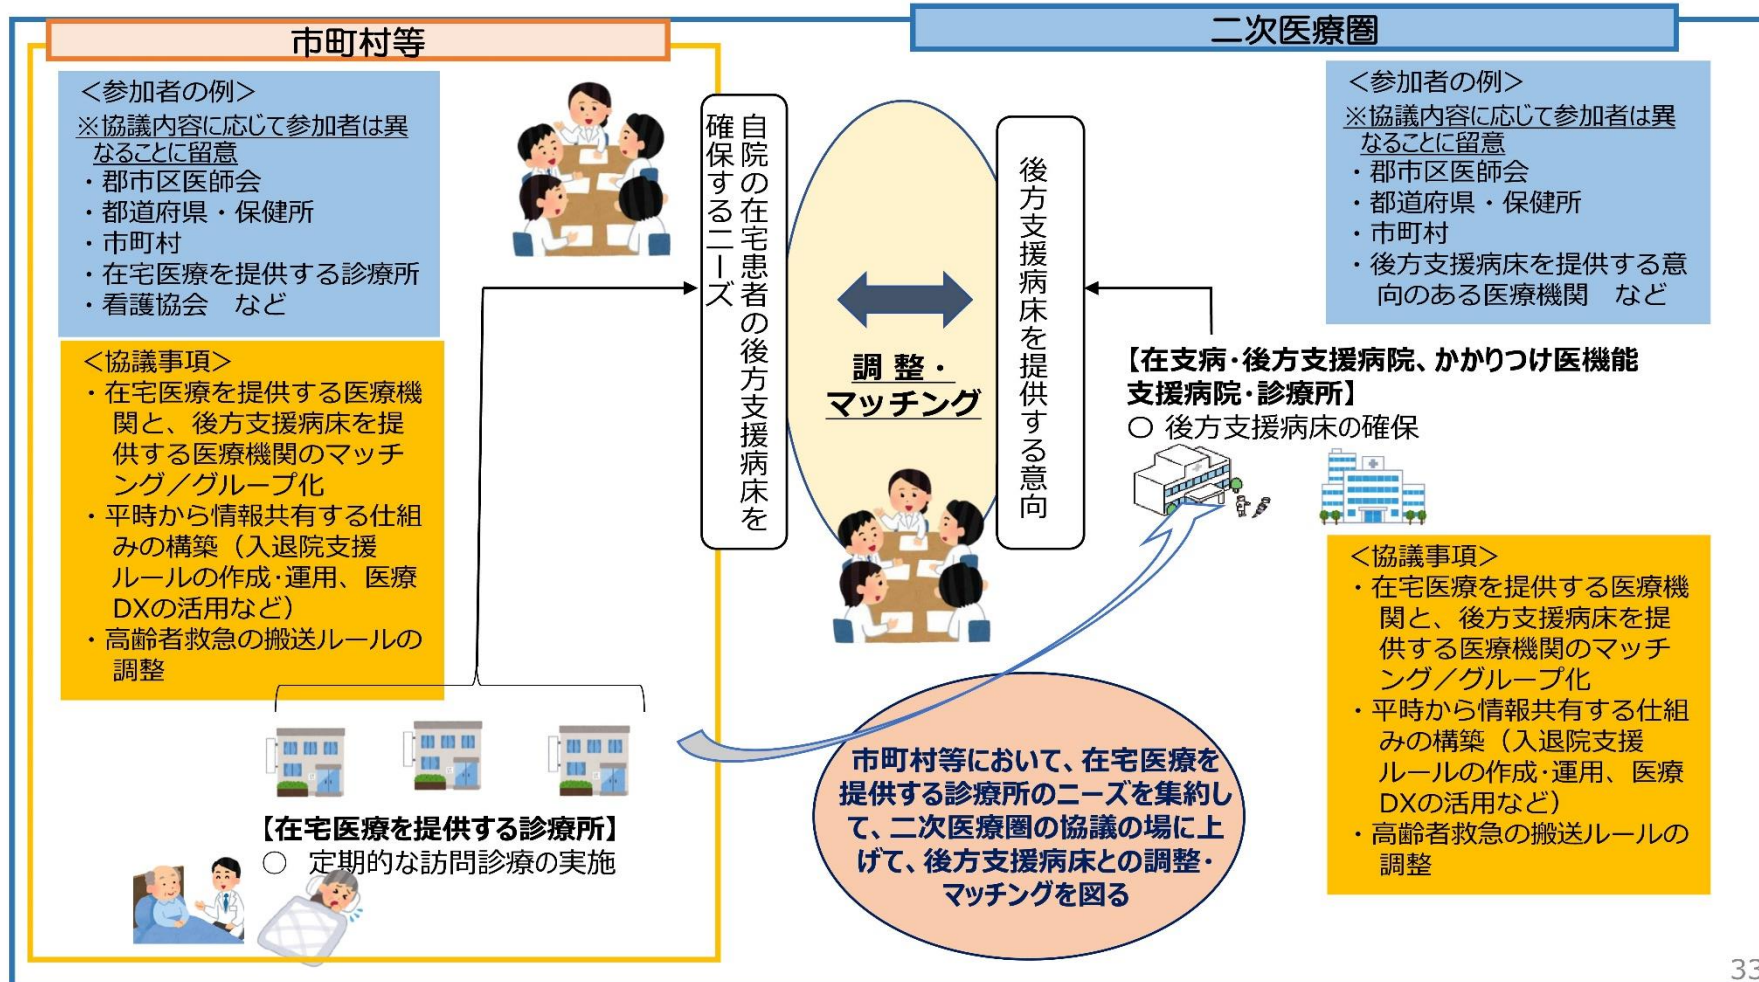 市町村等
＜参加者の例＞
※協議内容に応じて参加者は異
なることに留意
・郡市区医師会
・都道府県・保健所
・市町村
・在宅医療を提供する診療所
・看護協会　など
＜協議事項＞
・在宅医療を提供する医療機
関と、後方支援病床を提
供する医療機関のマッチ
ング／グループ化
・平時から情報共有する仕組
みの構築（入退院支援
ルールの作成･運用、医療
DXの活用など）
・高齢者救急の搬送ルールの
調整
【在宅医療を提供する診療所】
○　定期的な訪問診療の実施
自院の在宅患者の後方支援病床を
確保するニーズ
調 整・
マッチング
後方支援病床を提供する意向
市町村等において、在宅医療を
提供する診療所のニーズを集約し
て、二次医療圏の協議の場に上
げて、後方支援病床との調整・
マッチングを図る
二次医療圏
＜参加者の例＞
※協議内容に応じて参加者は異
なることに留意
・郡市区医師会
・都道府県・保健所
・市町村
・後方支援病床を提供する意
向のある医療機関　など
【在支病・後方支援病院、かかりつけ医機能
支援病院・診療所】
○ 後方支援病床の確保
＜協議事項＞
・在宅医療を提供する医療機
関と、後方支援病床を提
供する医療機関のマッチ
ング／グループ化
・平時から情報共有する仕組
みの構築（入退院支援
ルールの作成･運用、医療
DXの活用など）
・高齢者救急の搬送ルールの
調整
33